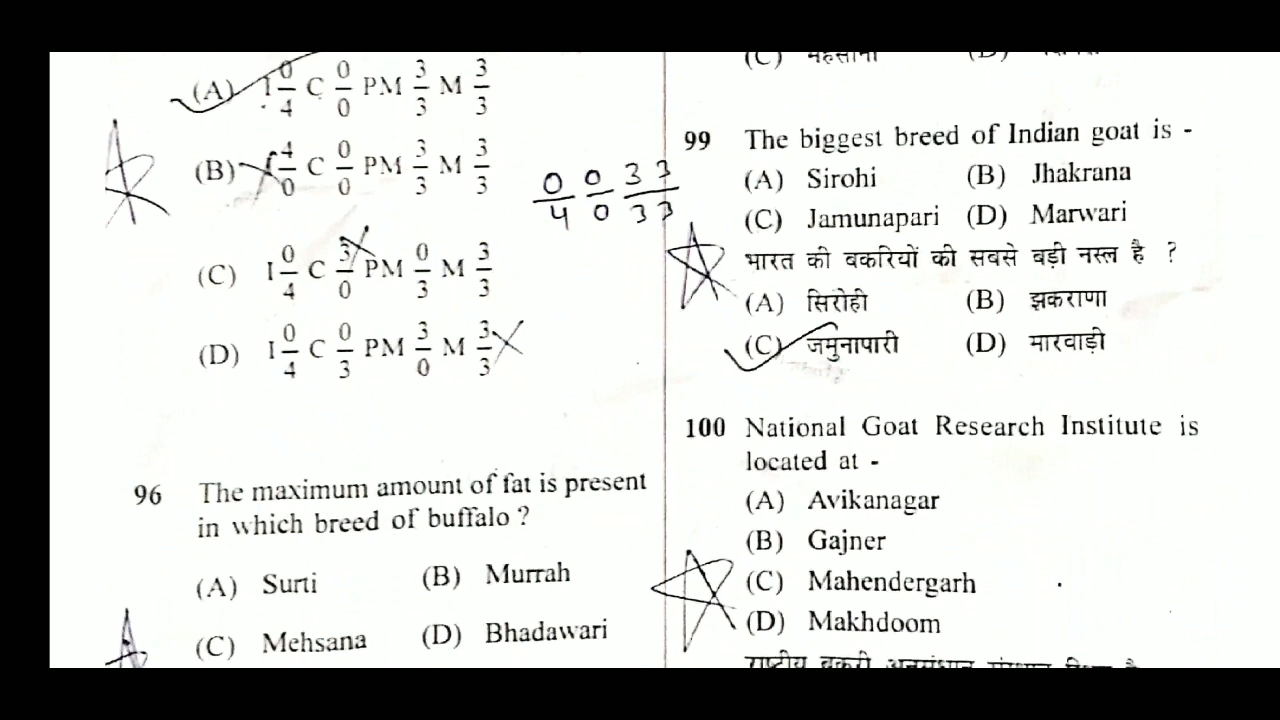 (A) I 0/4 C 0/0 PM 3/3 M 3/3
(B) I 4/0 C 0/0 PM 3/3 M 3/3
0/4 0/0 3/3 3/3
(C) I 0/4 C 3/0 PM 0/3 M 3/3
(D) I 0/4 C 0/3 PM 3/0 M 3/3
96 The maximum amount of fat is present
in which breed of buffalo ?
(A) Surti (B) Murrah
(C) Mehsana (D) Bhadawari
(C) मेहसाना (D)
99 The biggest breed of Indian goat is -
(A) Sirohi (B) Jhakrana
(C) Jamunapari (D) Marwari
भारत की बकरियों की सबसे बड़ी नस्ल है ?
(A) सिरोही (B) झकराणा
(C) जमुनापारी (D) मारवाड़ी
100 National Goat Research Institute is
located at -
(A) Avikanagar
(B) Gajner
(C) Mahendergarh
(D) Makhdoom
राष्ट्रीय बकरी अनुसंधान संस्थान स्थित है